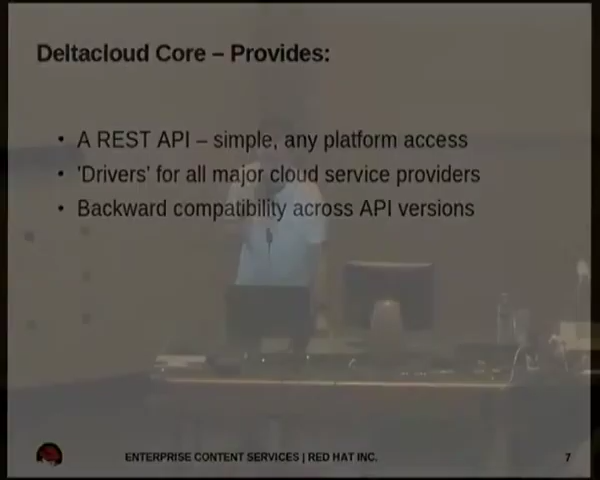 Deltacloud Core – Provides:
• A REST API – simple, any platform access
• 'Drivers' for all major cloud service providers
• Backward compatibility across API versions
ENTERPRISE CONTENT SERVICES | RED HAT INC.
7